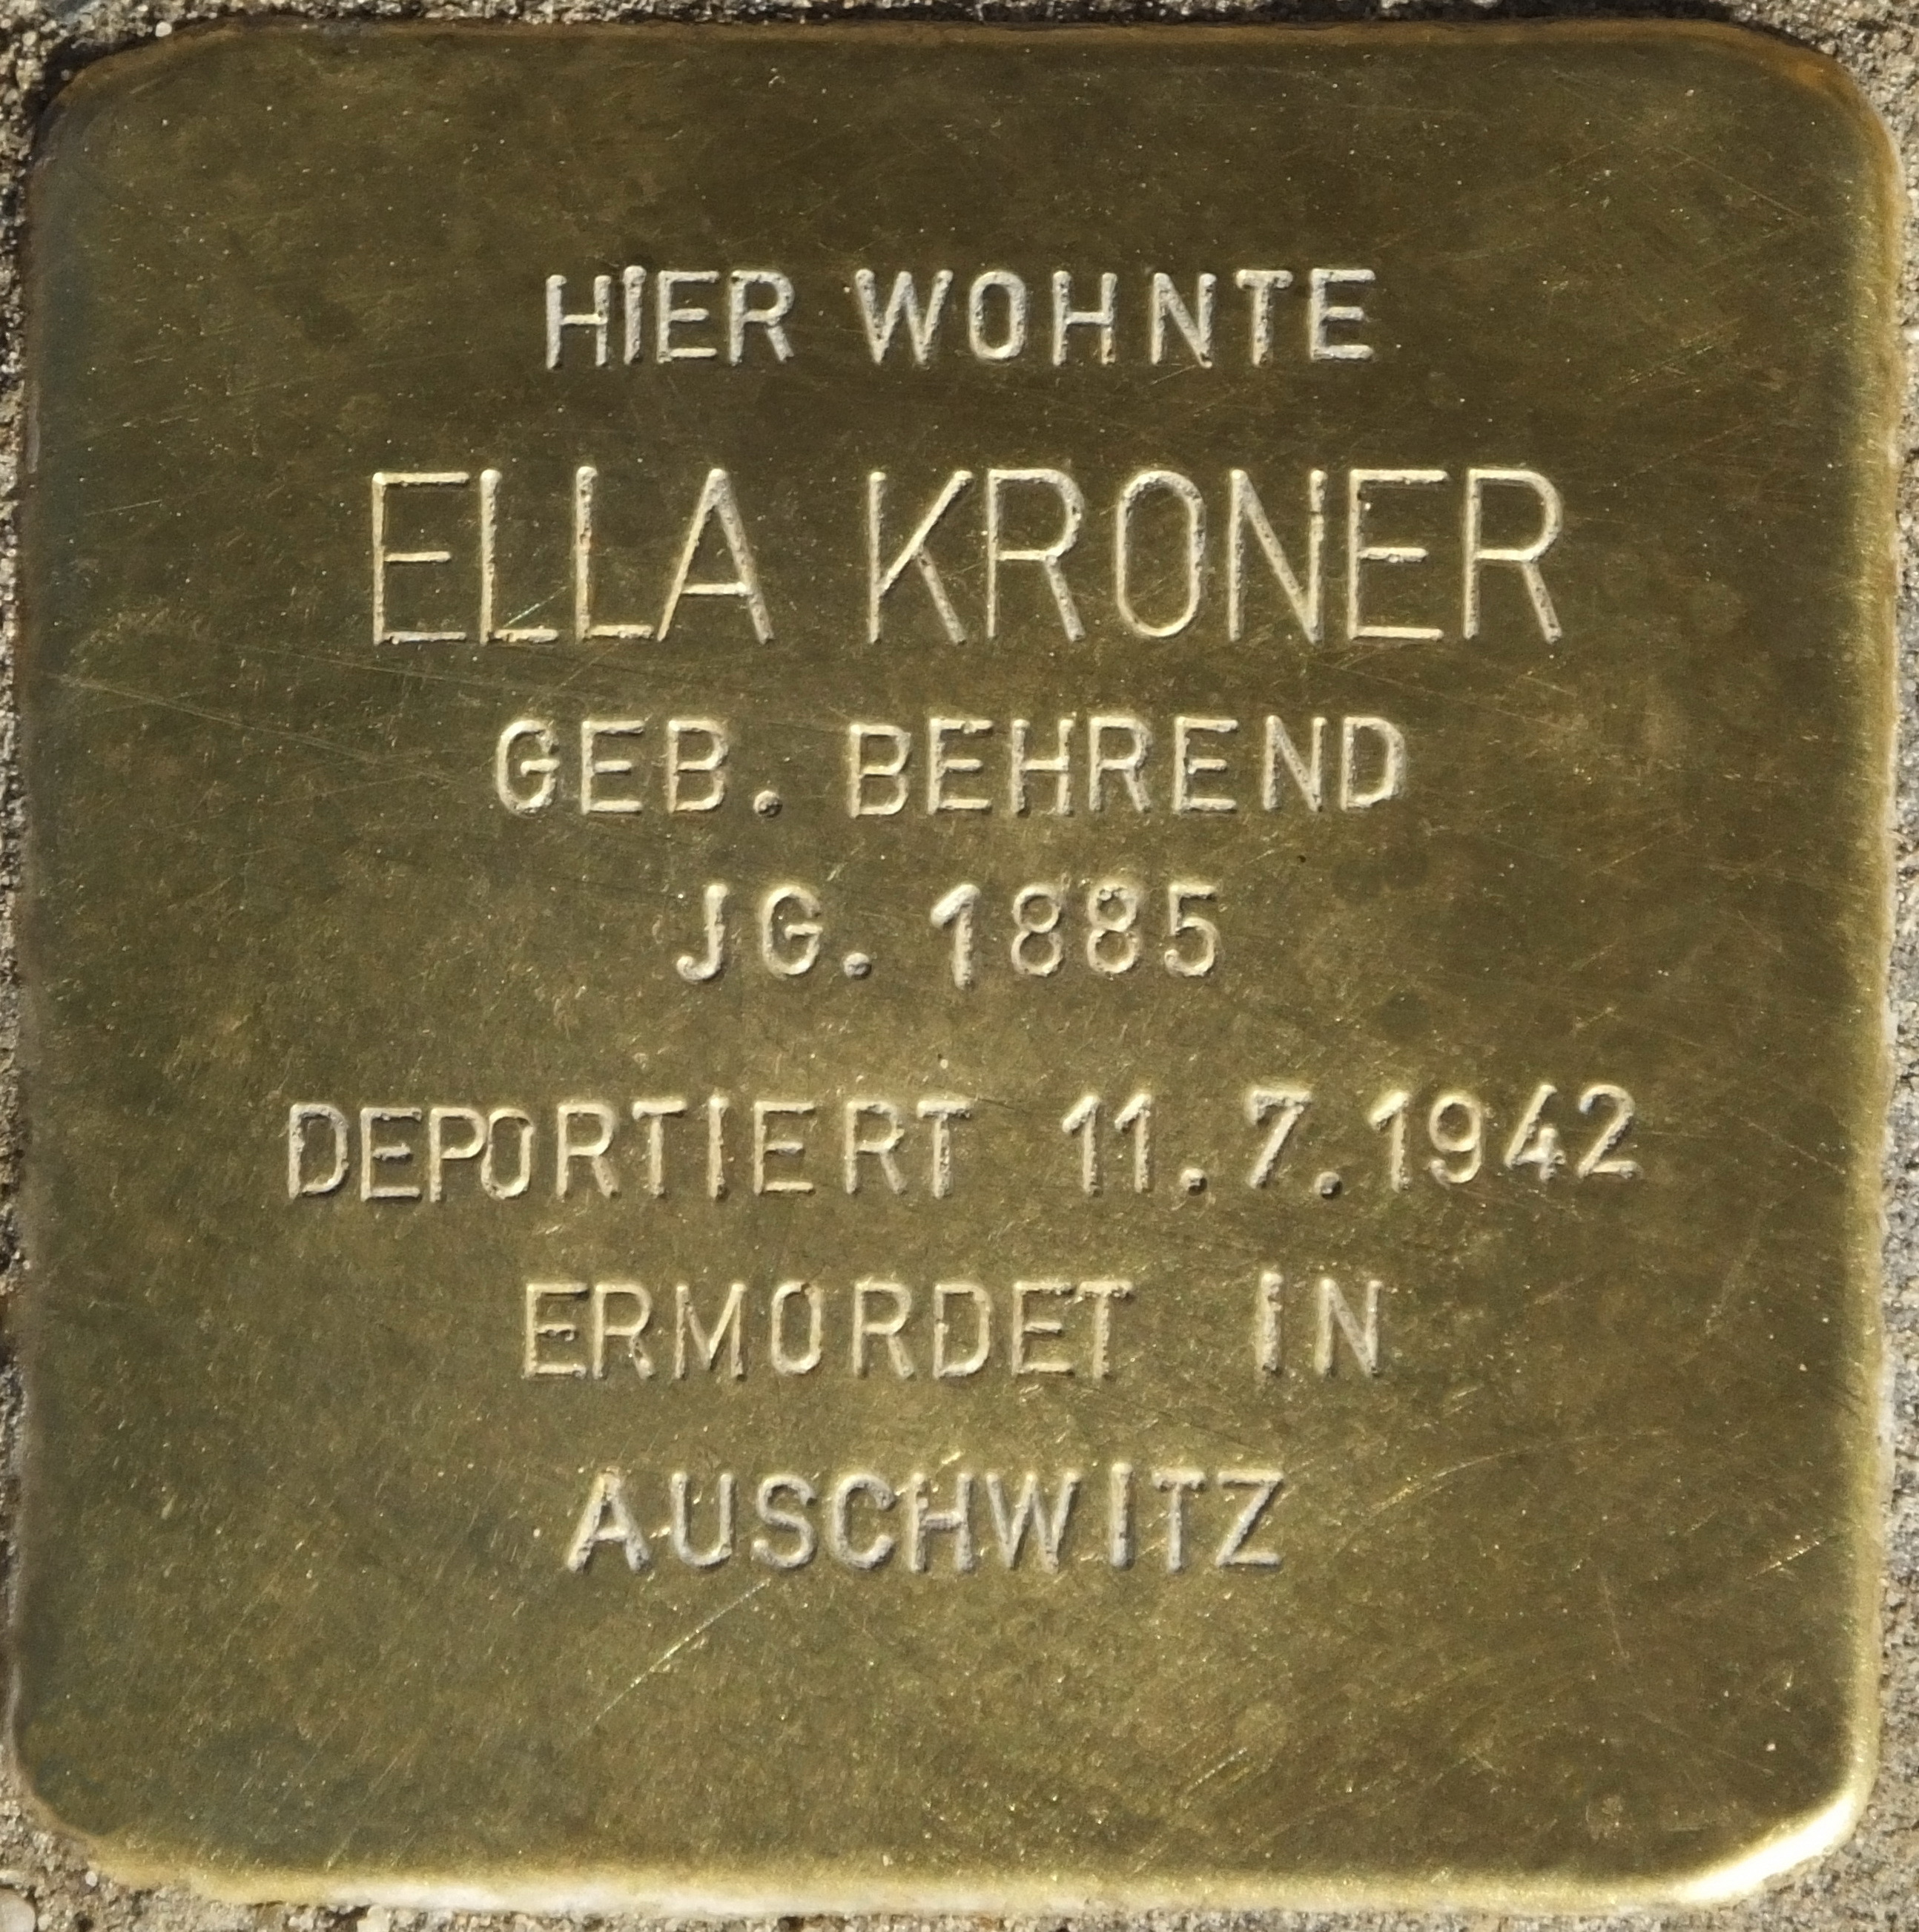 HIER WOHNTE
ELLA KRONER
GEB. BEHREND
JG. 1885
DEPORTIERT 11.7.1942
ERMORDET IN
AUSCHWITZ